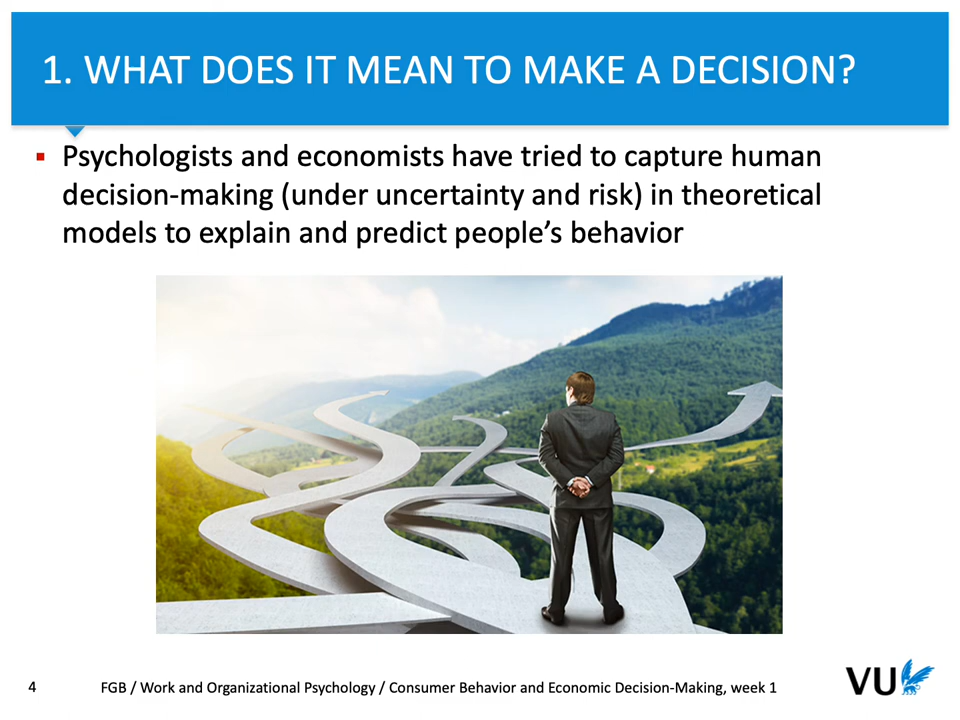 1. WHAT DOES IT MEAN TO MAKE A DECISION?
Psychologists and economists have tried to capture human
decision-making (under uncertainty and risk) in theoretical
models to explain and predict people’s behavior
4
FGB / Work and Organizational Psychology / Consumer Behavior and Economic Decision-Making, week 1
VU